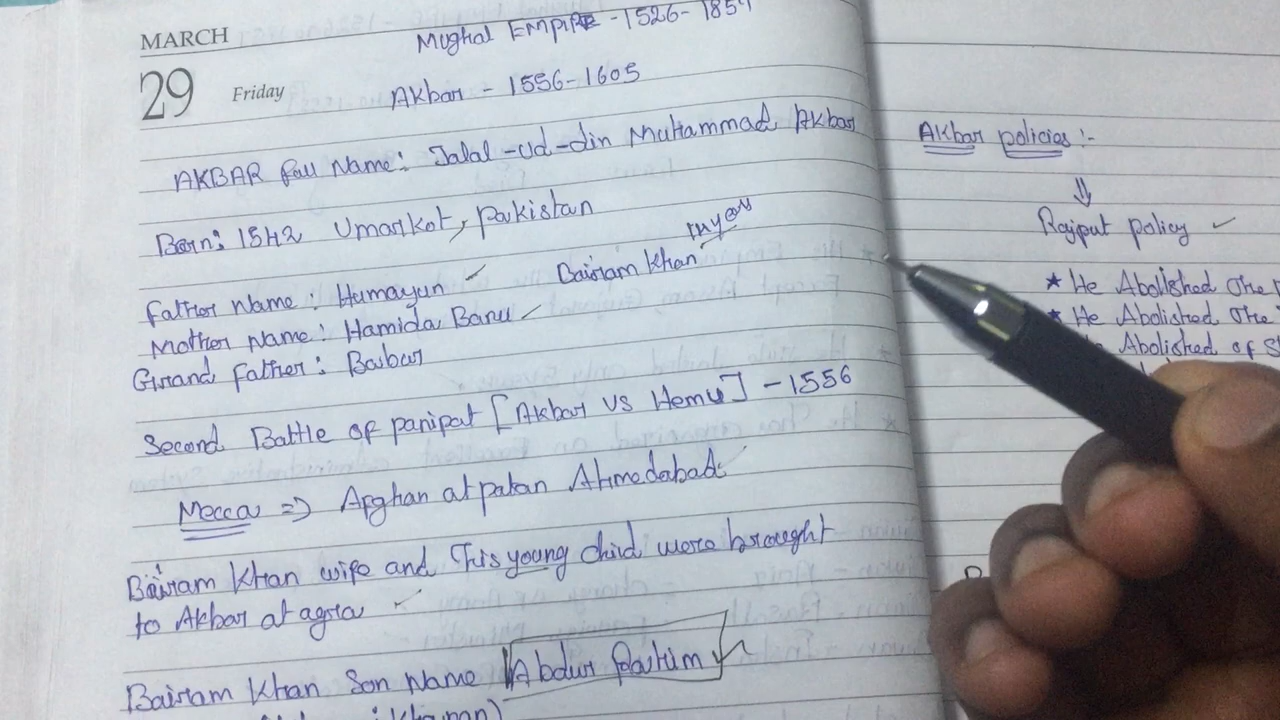 MARCH
29 Friday
Mughal EMPIRE - 1526 - 185
Akbar - 1556-1605
AKBAR full Name: Jalal-ud-din Muhammad Akbar
Born: 1542 Umarkot, pakistan
Father Name: Humayun Bairam Khan
Mother Name: Hamida Banu
Grand father: Babur
Second Battle of panipat [Akbar vs Hemu] - 1556
Mecca => Afghan at patan Ahmedabad
Bairam Khan wife and This young child were brought
to Akbar at agra
Bairam Khan Son Name Abdur Rahim
Akbar policies :-
Rajput policy
* He Abolished the
* He Abolished the
Abolished of